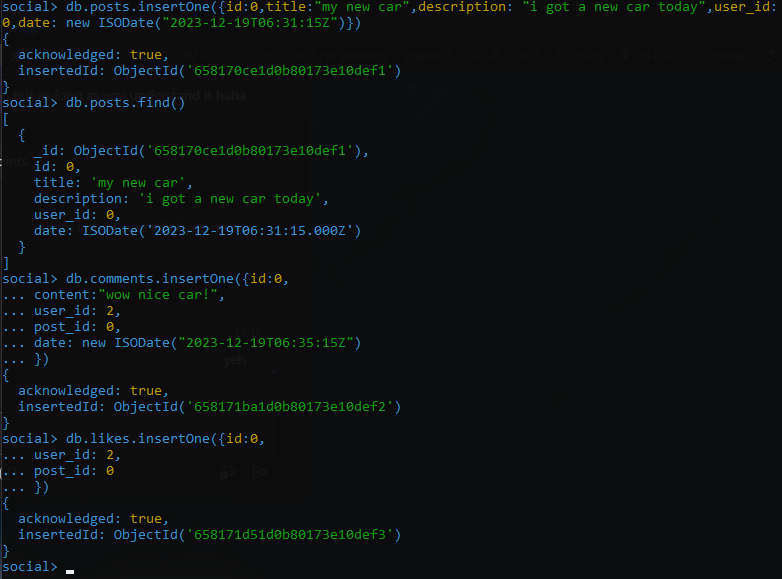 social> db.posts.insertOne({id:0,title:"my new car",description: "i got a new car today",user_id:
0,date: new ISODate("2023-12-19T06:31:15Z")})
{
  acknowledged: true,
  insertedId: ObjectId('658170ce1d0b80173e10def1')
}
social> db.posts.find()
[
  {
    _id: ObjectId('658170ce1d0b80173e10def1'),
    id: 0,
    title: 'my new car',
    description: 'i got a new car today',
    user_id: 0,
    date: ISODate('2023-12-19T06:31:15.000Z')
  }
]
social> db.comments.insertOne({id:0,
... content:"wow nice car!",
... user_id: 2,
... post_id: 0,
... date: new ISODate("2023-12-19T06:35:15Z")
... })
{
  acknowledged: true,
  insertedId: ObjectId('658171ba1d0b80173e10def2')
}
social> db.likes.insertOne({id:0,
... user_id: 2,
... post_id: 0
... })
{
  acknowledged: true,
  insertedId: ObjectId('658171d51d0b80173e10def3')
}
social>